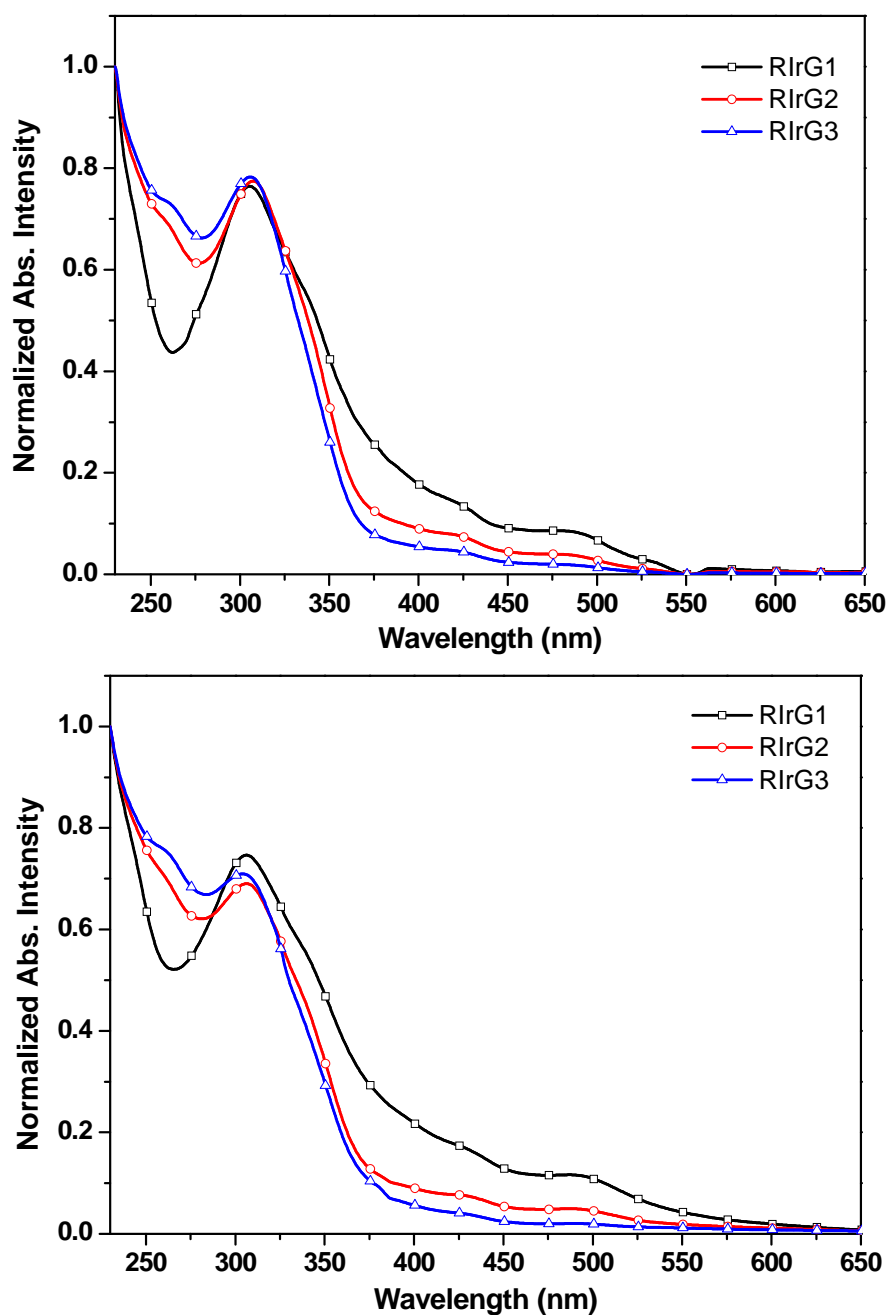 1.0
0.8
0.6
0.4
0.2
0.0
Normalized Abs. Intensity
RIrG1
RIrG2
RIrG3
250 300 350 400 450 500 550 600 650
Wavelength (nm)
1.0
0.8
0.6
0.4
0.2
0.0
Normalized Abs. Intensity
RIrG1
RIrG2
RIrG3
250 300 350 400 450 500 550 600 650
Wavelength (nm)